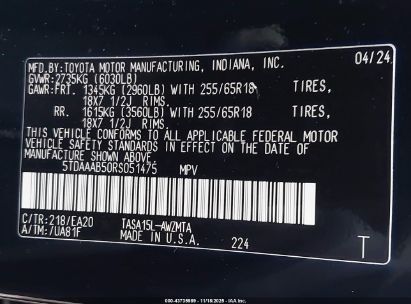 MFD.BY:TOYOTA MOTOR MANUFACTURING, INDIANA, INC. 04/24
GVWR:2735KG (6030LB)
GAWR:FRT. 1345KG (2960LB) WITH 255/65R18 TIRES,
18X7 1/2J RIMS.
RR. 1615KG (3560LB) WITH 255/65R18 TIRES,
18X7 1/2J RIMS.
THIS VEHICLE CONFORMS TO ALL APPLICABLE FEDERAL MOTOR
VEHICLE SAFETY STANDARDS IN EFFECT ON THE DATE OF
MANUFACTURE SHOWN ABOVE.
5TDAAAB50RS051475 MPV
C/TR:218/EA20 TASA15L-AWZMTA
A/TM:/UA81F MADE IN U.S.A. 224 T